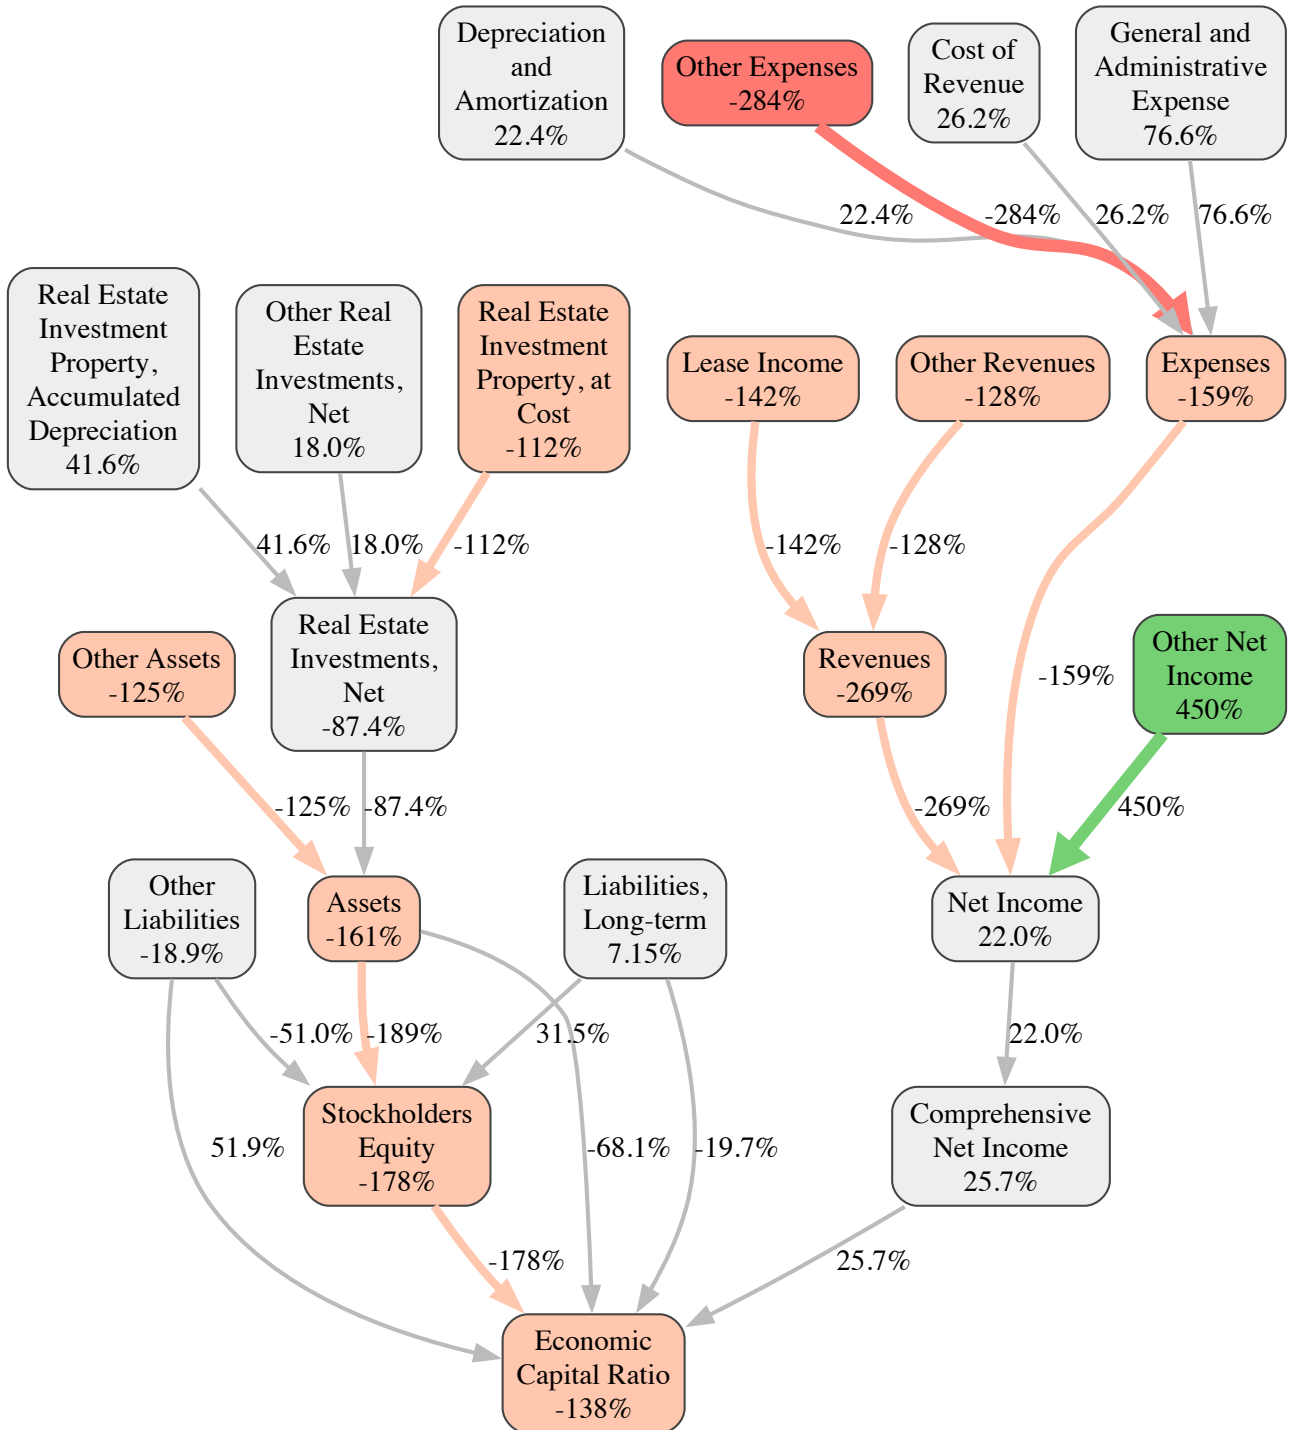 Depreciation
and
Amortization
22.4%
Other Expenses
-284%
Cost of
Revenue
26.2%
General and
Administrative
Expense
76.6%
22.4%
-284%
26.2%
76.6%
Real Estate
Investment
Property,
Accumulated
Depreciation
41.6%
Other Real
Estate
Investments,
Net
18.0%
Real Estate
Investment
Property, at
Cost
-112%
Lease Income
-142%
Other Revenues
-128%
Expenses
-159%
41.6%
18.0%
-112%
-142%
-128%
Other Assets
-125%
Real Estate
Investments,
Net
-87.4%
Revenues
-269%
-159%
Other Net
Income
450%
-125%
-87.4%
-269%
450%
Other
Liabilities
-18.9%
Assets
-161%
Liabilities,
Long-term
7.15%
Net Income
22.0%
-51.0%
-189%
31.5%
22.0%
Stockholders
Equity
-178%
51.9%
-68.1%
-19.7%
Comprehensive
Net Income
25.7%
-178%
25.7%
Economic
Capital Ratio
-138%